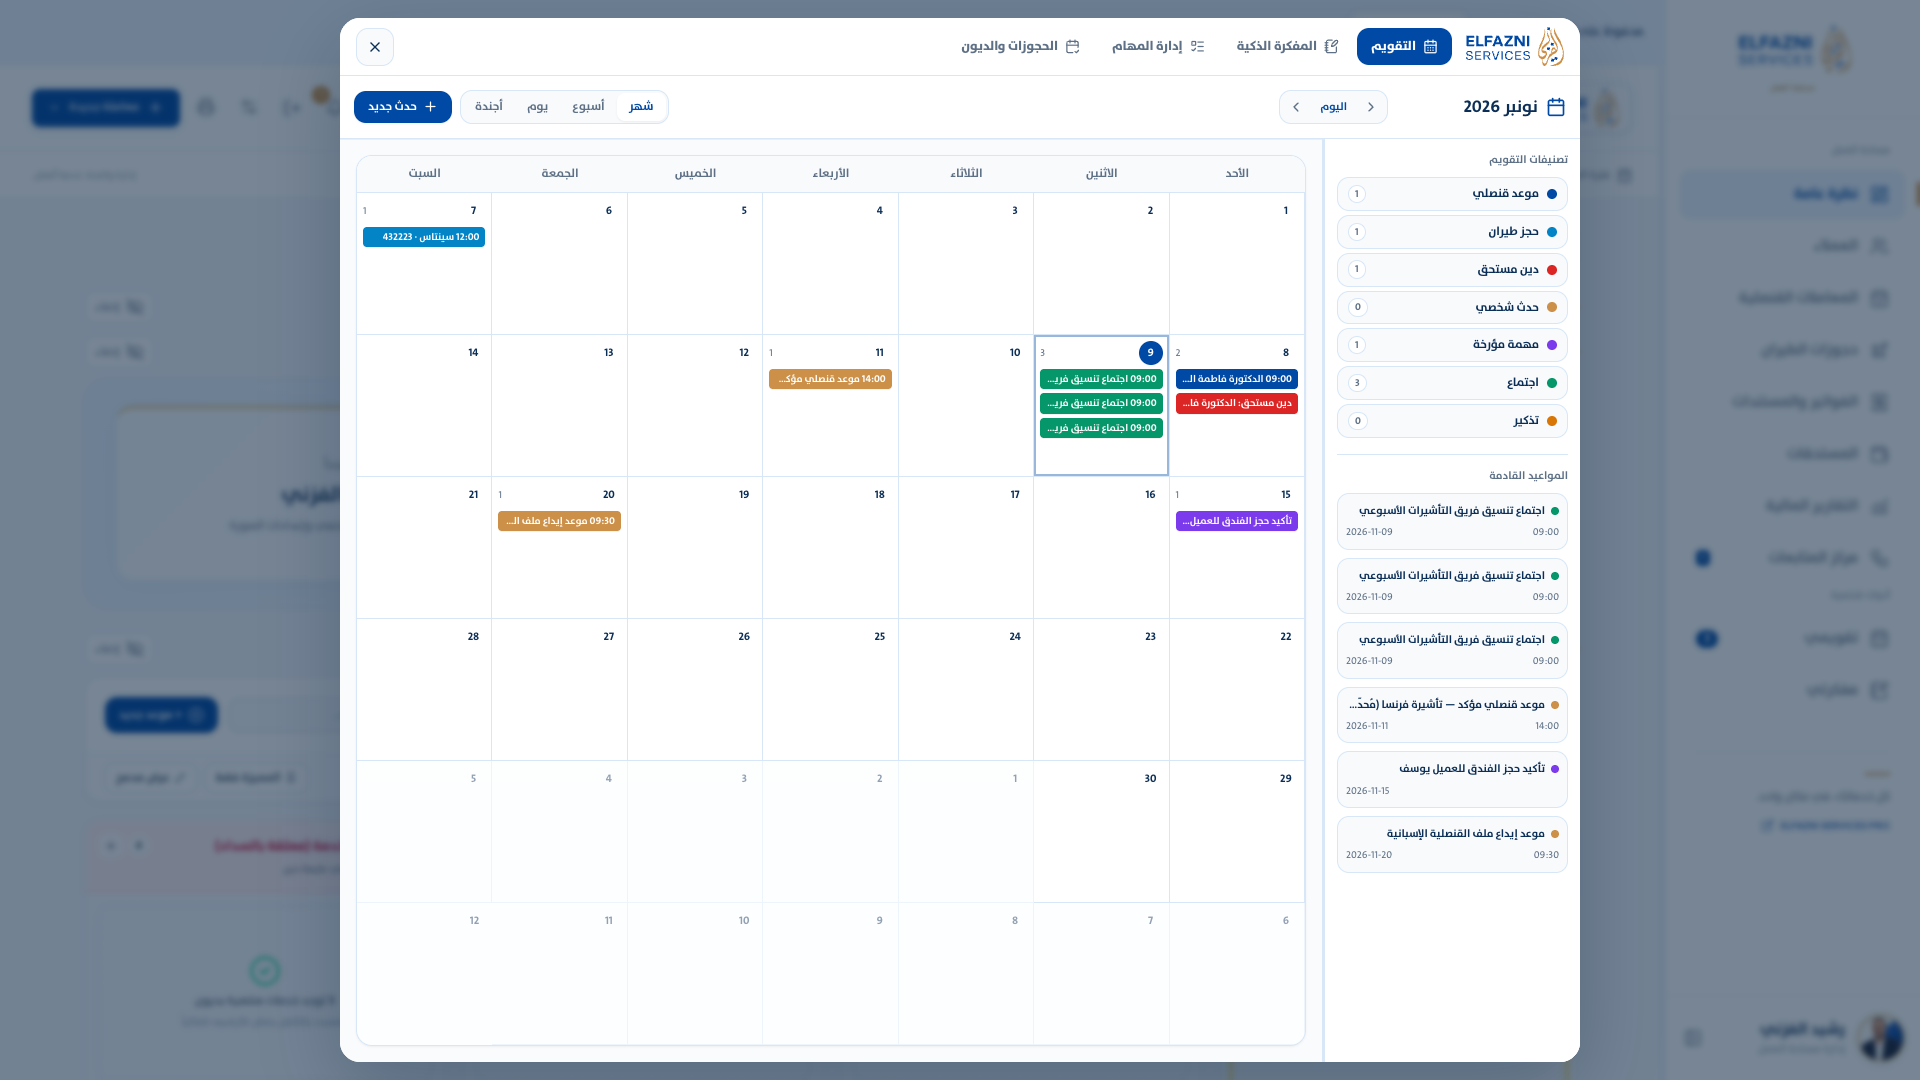 ELFAZNI
SERVICES
التقويم
المفكرة الذكية
إدارة المهام
الحجوزات والديون
نونبر 2026
اليوم
شهر
أسبوع
يوم
أجندة
حدث جديد
تصنيفات التقويم
موعد قنصلي 1
حجز طيران 1
دين مستحق 1
حدث شخصي 0
مهمة مؤرخة 1
اجتماع 3
تذكير 0
المواعيد القادمة
اجتماع تنسيق فريق التأشيرات الأسبوعي
09:00 2026-11-09
اجتماع تنسيق فريق التأشيرات الأسبوعي
09:00 2026-11-09
اجتماع تنسيق فريق التأشيرات الأسبوعي
09:00 2026-11-09
موعد قنصلي مؤكد — تأشيرة فرنسا (مُحدّ...
14:00 2026-11-11
تأكيد حجز الفندق للعميل يوسف
2026-11-15
موعد إيداع ملف القنصلية الإسبانية
09:30 2026-11-20
الأحد الاثنين الثلاثاء الأربعاء الخميس الجمعة السبت
1 2 3 4 5 6 7 1
12:00 سينتاس · 432223
8 2 9 3 10 11 1 12 13 14
09:00 الدكتورة فاطمة الـ...
دين مستحق: الدكتورة فا...
09:00 اجتماع تنسيق فريـ...
09:00 اجتماع تنسيق فريـ...
09:00 اجتماع تنسيق فريـ...
14:00 موعد قنصلي مؤكـ...
15 1 16 17 18 19 20 1 21
تأكيد حجز الفندق للعميل...
09:30 موعد إيداع ملف الـ...
22 23 24 25 26 27 28
29 30 1 2 3 4 5
6 7 8 9 10 11 12